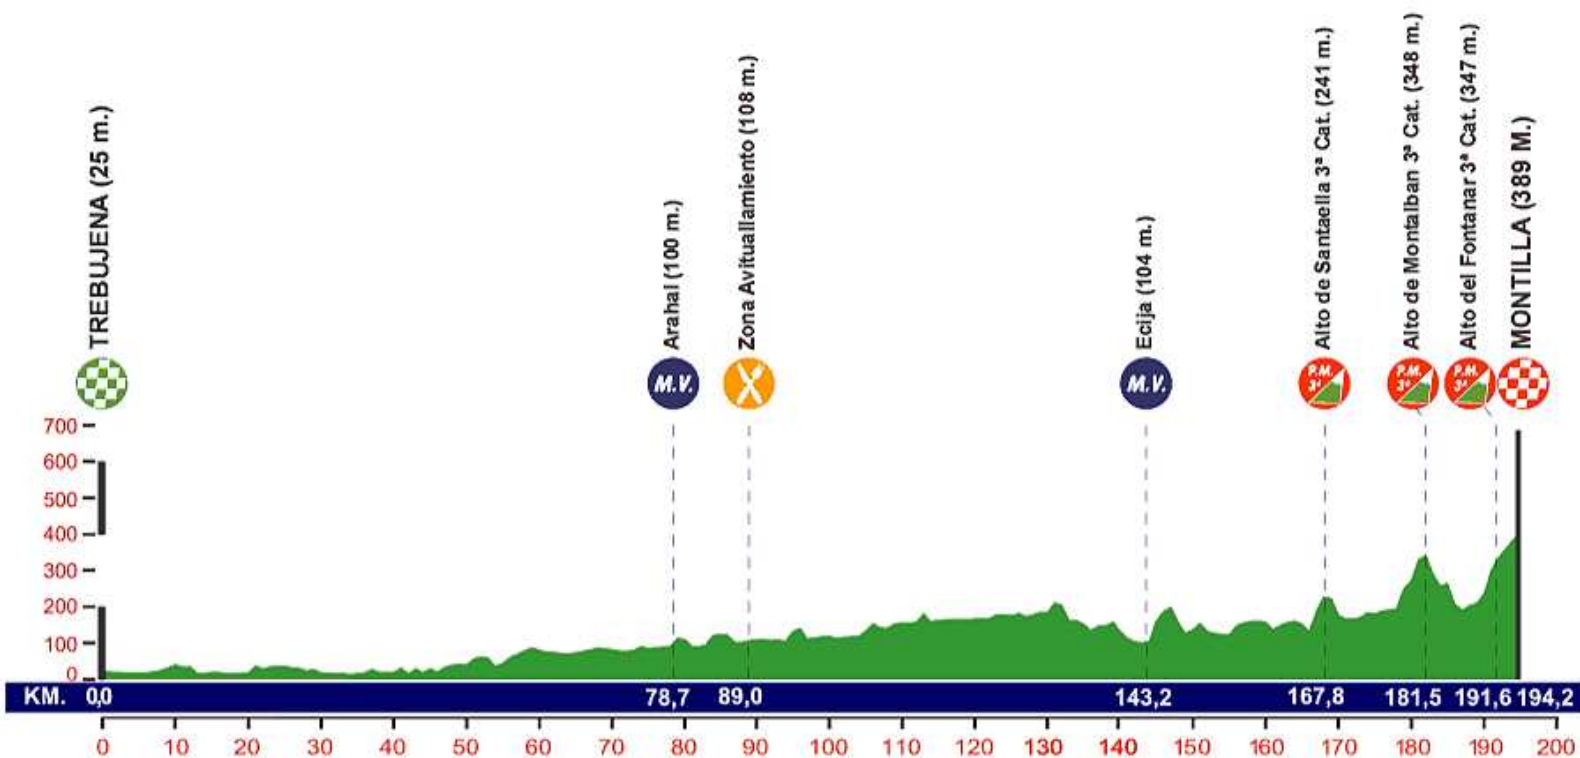 TREBUJENA (25 m.)
Arahal (100 m.)
Zona Avituallamiento (108 m.)
Ecija (104 m.)
Alto de Santaella 3ª Cat. (241 m.)
Alto de Montalban 3ª Cat. (348 m.)
Alto del Fontanar 3ª Cat. (347 m.)
MONTILLA (389 M.)
M.V.
M.V.
P.M.
3ª
P.M.
3ª
P.M.
3ª
700
600
500
400
300
200
100
0
KM. 0,0 78,7 89,0 143,2 167,8 181,5 191,6 194,2
0 10 20 30 40 50 60 70 80 90 100 110 120 130 140 150 160 170 180 190 200